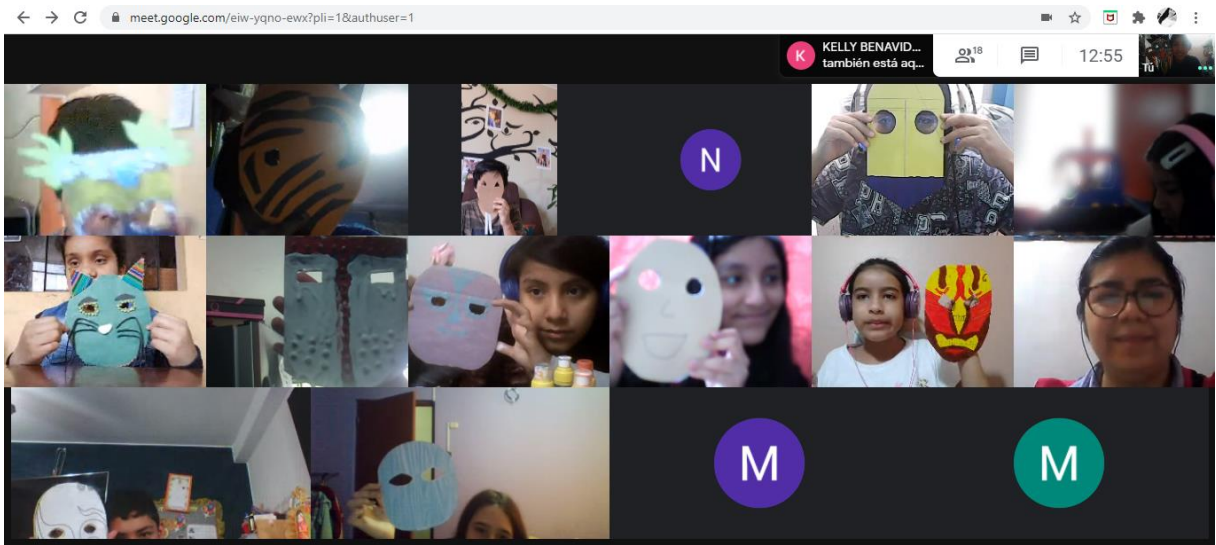 meet.google.com/eiw-yqno-ewx?pli=1&authuser=1
K
KELLY BENAVID...
también está aq...
18
12:55
Tú
N
M
M